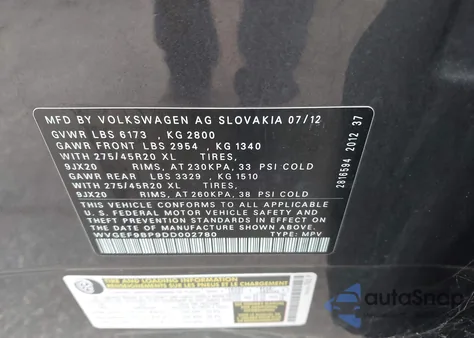 MFD BY VOLKSWAGEN AG SLOVAKIA 07/12
GVWR LBS 6173 , KG 2800
GAWR FRONT LBS 2954 , KG 1340
WITH 275/45R20 XL TIRES,
9JX20 RIMS, AT 230KPA, 33 PSI COLD
GAWR REAR LBS 3329 , KG 1510
WITH 275/45R20 XL TIRES,
9JX20 RIMS, AT 260KPA, 38 PSI COLD
THIS VEHICLE CONFORMS TO ALL APPLICABLE
U.S. FEDERAL MOTOR VEHICLE SAFETY AND
THEFT PREVENTION STANDARDS IN EFFECT ON THE
DATE OF MANUFACTURE SHOWN ABOVE.
WVGEF9BP9DD002780 TYPE: MPV
2816594 2012 37
TIRE AND LOADING INFORMATION
autoSnap